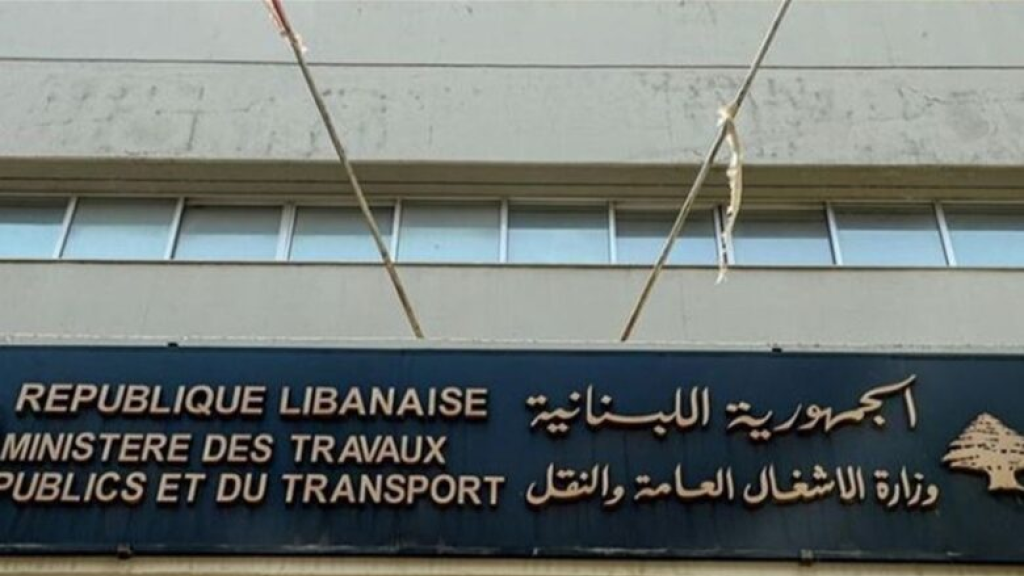 REPUBLIQUE LIBANAISE
MINISTERE DES TRAVAUX
PUBLICS ET DU TRANSPORT
الجمهورية اللبنانية
وزارة الاشغال العامة والنقل